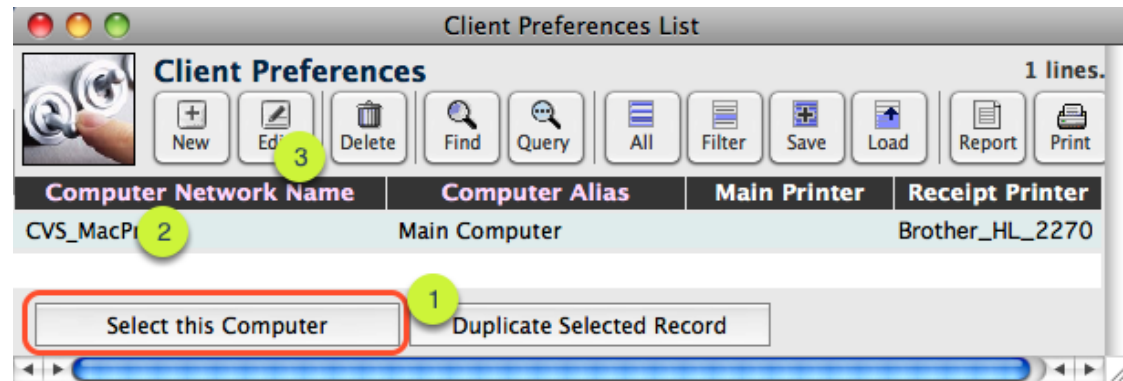 Client Preferences List
Client Preferences
1 lines.
New Delete Find Query All Filter Save Load Report Print
3
Computer Network Name Computer Alias Main Printer Receipt Printer
2 Main Computer Brother_HL_2270
1
Select this Computer Duplicate Selected Record